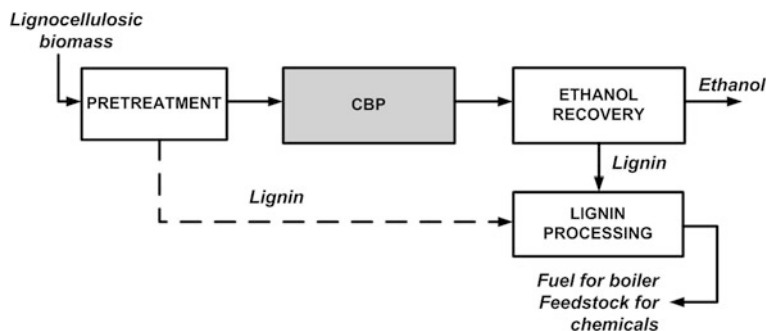 Lignocellulosic
biomass
PRETREATMENT
CBP
ETHANOL
RECOVERY
Ethanol
Lignin
Lignin
LIGNIN
PROCESSING
Fuel for boiler
Feedstock for
chemicals